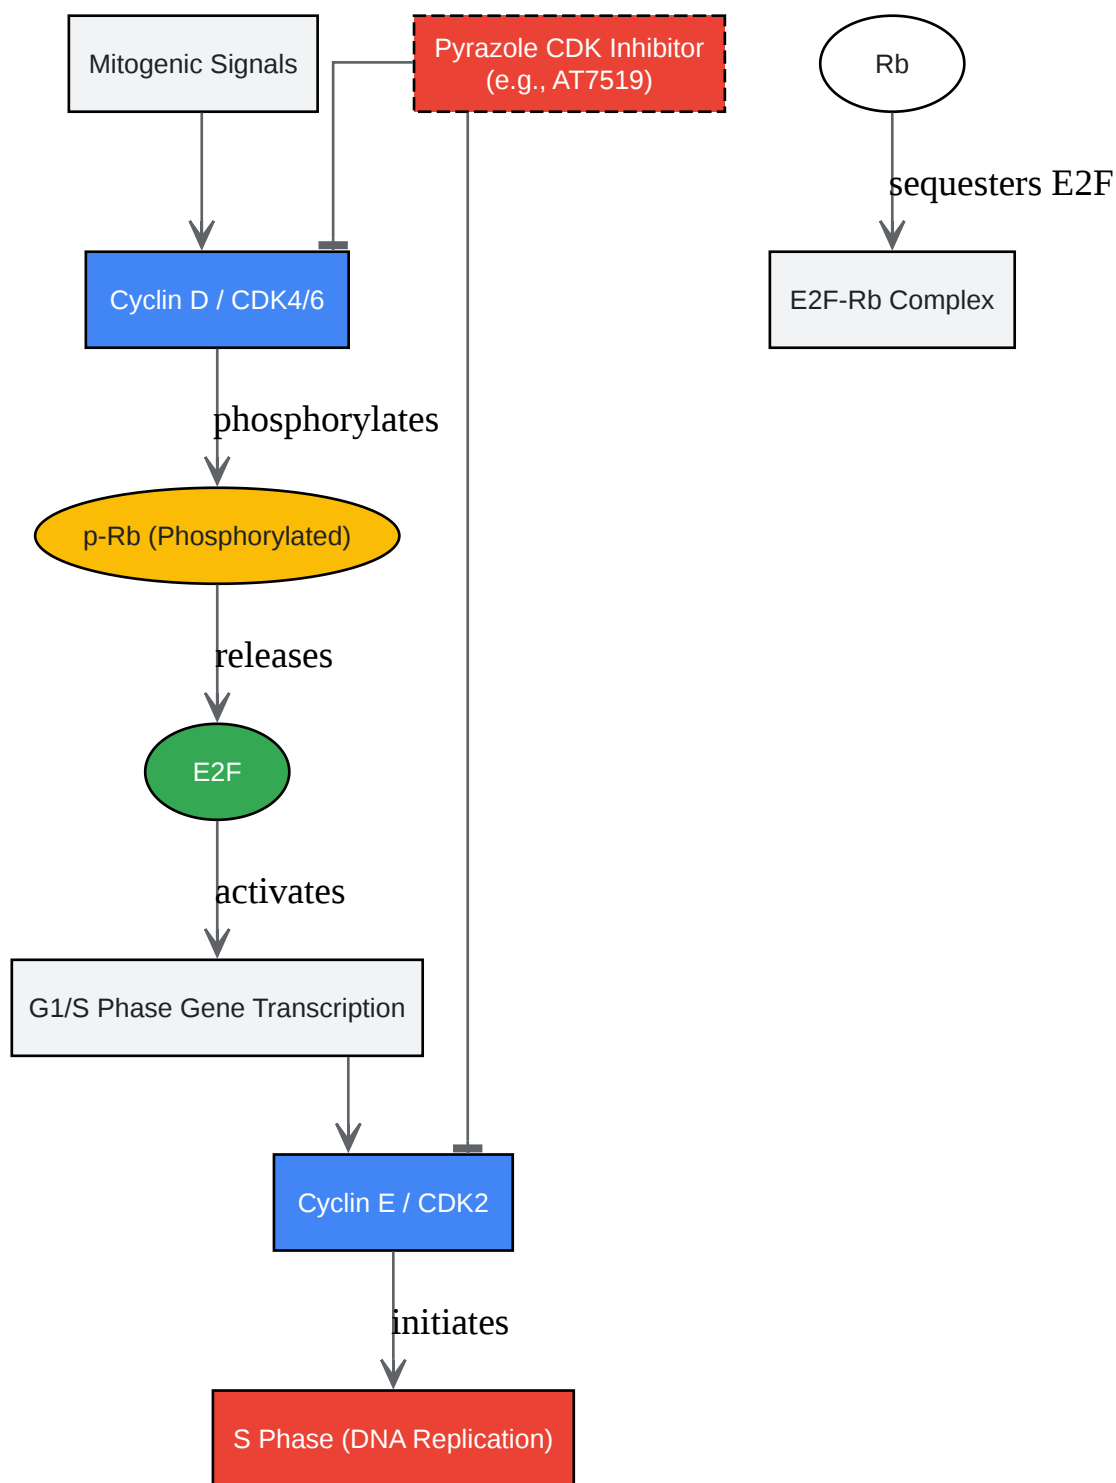 Mitogenic Signals
Pyrazole CDK Inhibitor
(e.g., AT7519)
Rb
sequesters E2F
Cyclin D / CDK4/6
E2F-Rb Complex
phosphorylates
p-Rb (Phosphorylated)
releases
E2F
activates
G1/S Phase Gene Transcription
Cyclin E / CDK2
initiates
S Phase (DNA Replication)